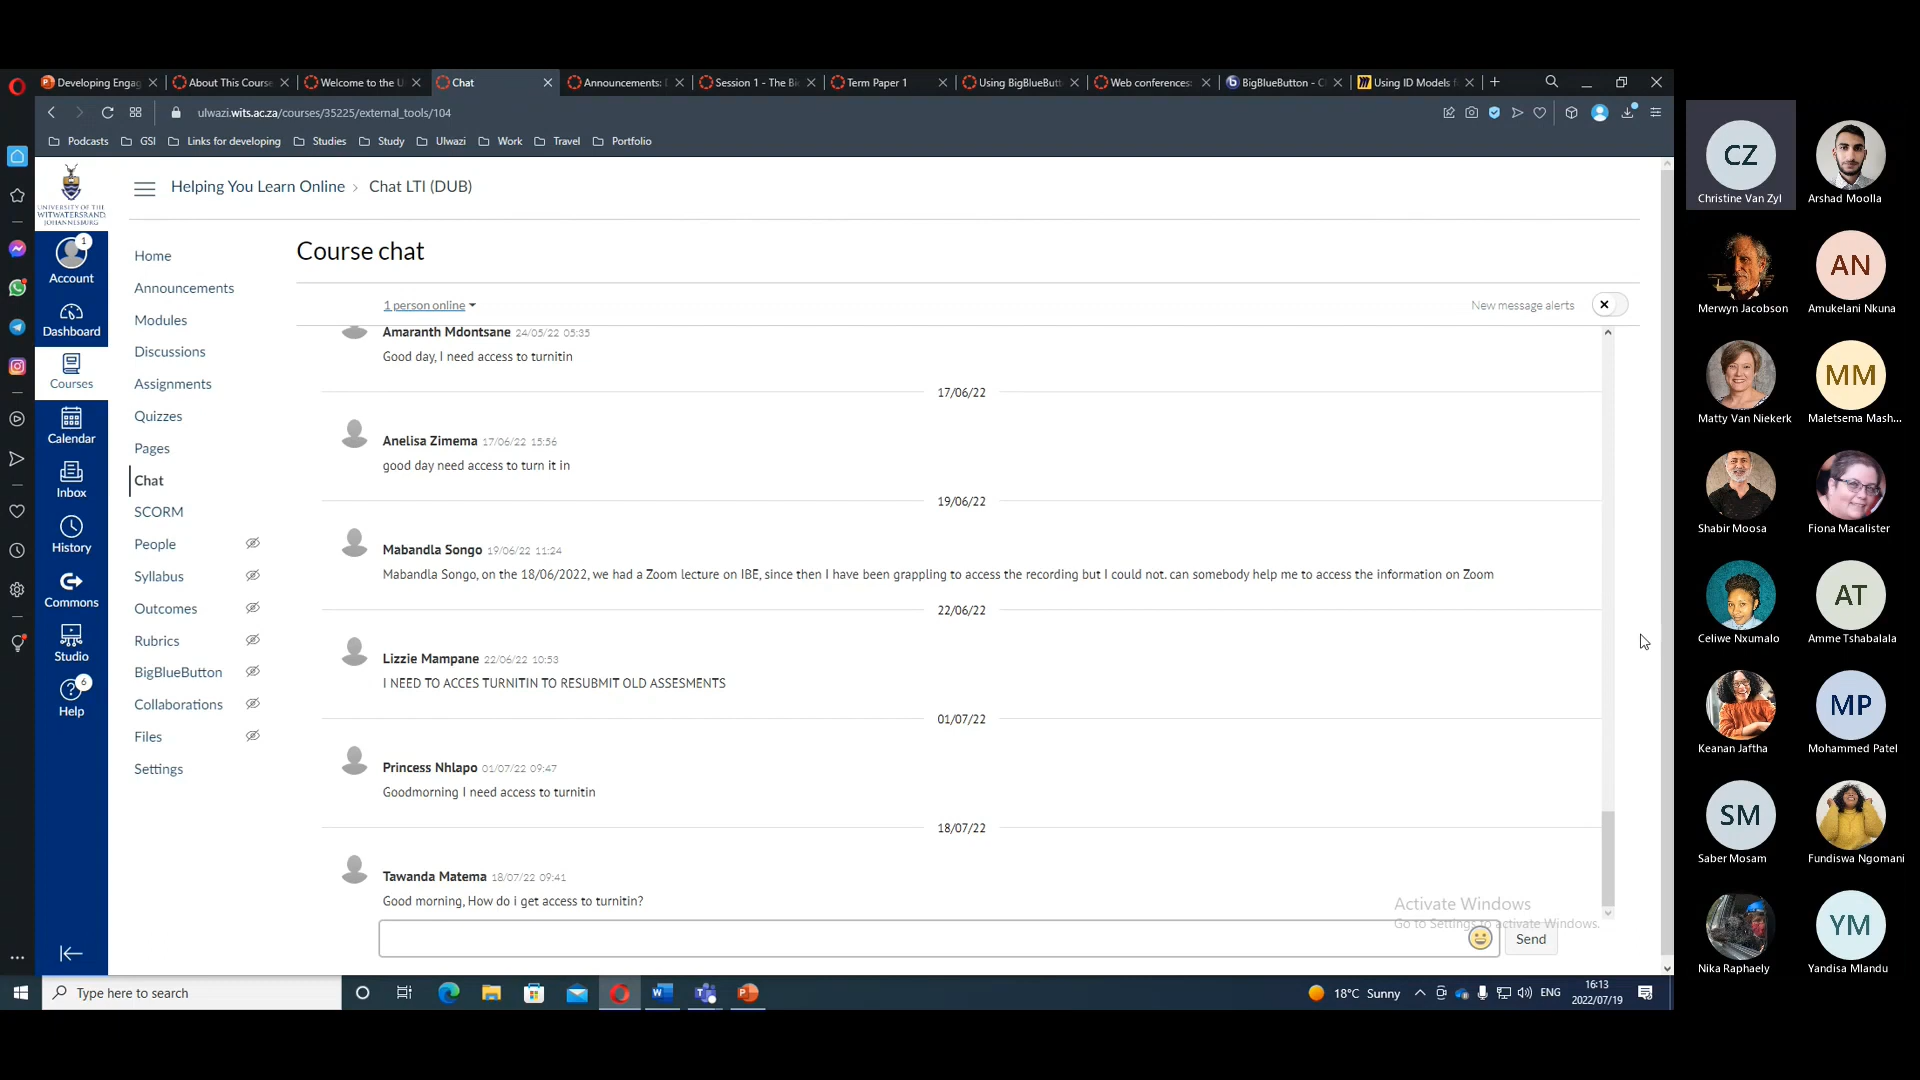 Developing Engag
About This Course
Welcome to the U
Chat
Announcements:
Session 1 - The Bi
Term Paper 1
Using BigBlueButt
Web conferences:
BigBlueButton - C
Using ID Models f
ulwazi.wits.ac.za/courses/35225/external_tools/104
Podcasts
GSI
Links for developing
Studies
Study
Ulwazi
Work
Travel
Portfolio
UNIVERSITY OF THE
WITWATERSRAND
JOHANNESBURG
Helping You Learn Online › Chat LTI (DUB)
1
Account
Dashboard
Courses
Calendar
Inbox
History
Commons
Studio
6
Help
Home
Announcements
Modules
Discussions
Assignments
Quizzes
Pages
Chat
SCORM
People
Syllabus
Outcomes
Rubrics
BigBlueButton
Collaborations
Files
Settings
Course chat
1 person online
New message alerts
Amaranth Mdontsane 24/05/22 05:35
Good day, I need access to turnitin
17/06/22
Anelisa Zimema 17/06/22 15:56
good day need access to turn it in
19/06/22
Mabandla Songo 19/06/22 11:24
Mabandla Songo, on the 18/06/2022, we had a Zoom lecture on IBE, since then I have been grappling to access the recording but I could not. can somebody help me to access the information on Zoom
22/06/22
Lizzie Mampane 22/06/22 10:53
I NEED TO ACCES TURNITIN TO RESUBMIT OLD ASSESMENTS
01/07/22
Princess Nhlapo 01/07/22 09:47
Goodmorning I need access to turnitin
18/07/22
Tawanda Matema 18/07/22 09:41
Good morning, How do i get access to turnitin?
Activate Windows
Go to Settings to activate Windows.
Send
Type here to search
18°C Sunny
ENG
16:13
2022/07/19
CZ
Christine Van Zyl
Arshad Moolla
Merwyn Jacobson
AN
Amukelani Nkuna
Matty Van Niekerk
MM
Maletsema Mash...
Shabir Moosa
Fiona Macalister
Celiwe Nxumalo
AT
Amme Tshabalala
Keanan Jaftha
MP
Mohammed Patel
SM
Saber Mosam
Fundiswa Ngomani
Nika Raphaely
YM
Yandisa Mlandu